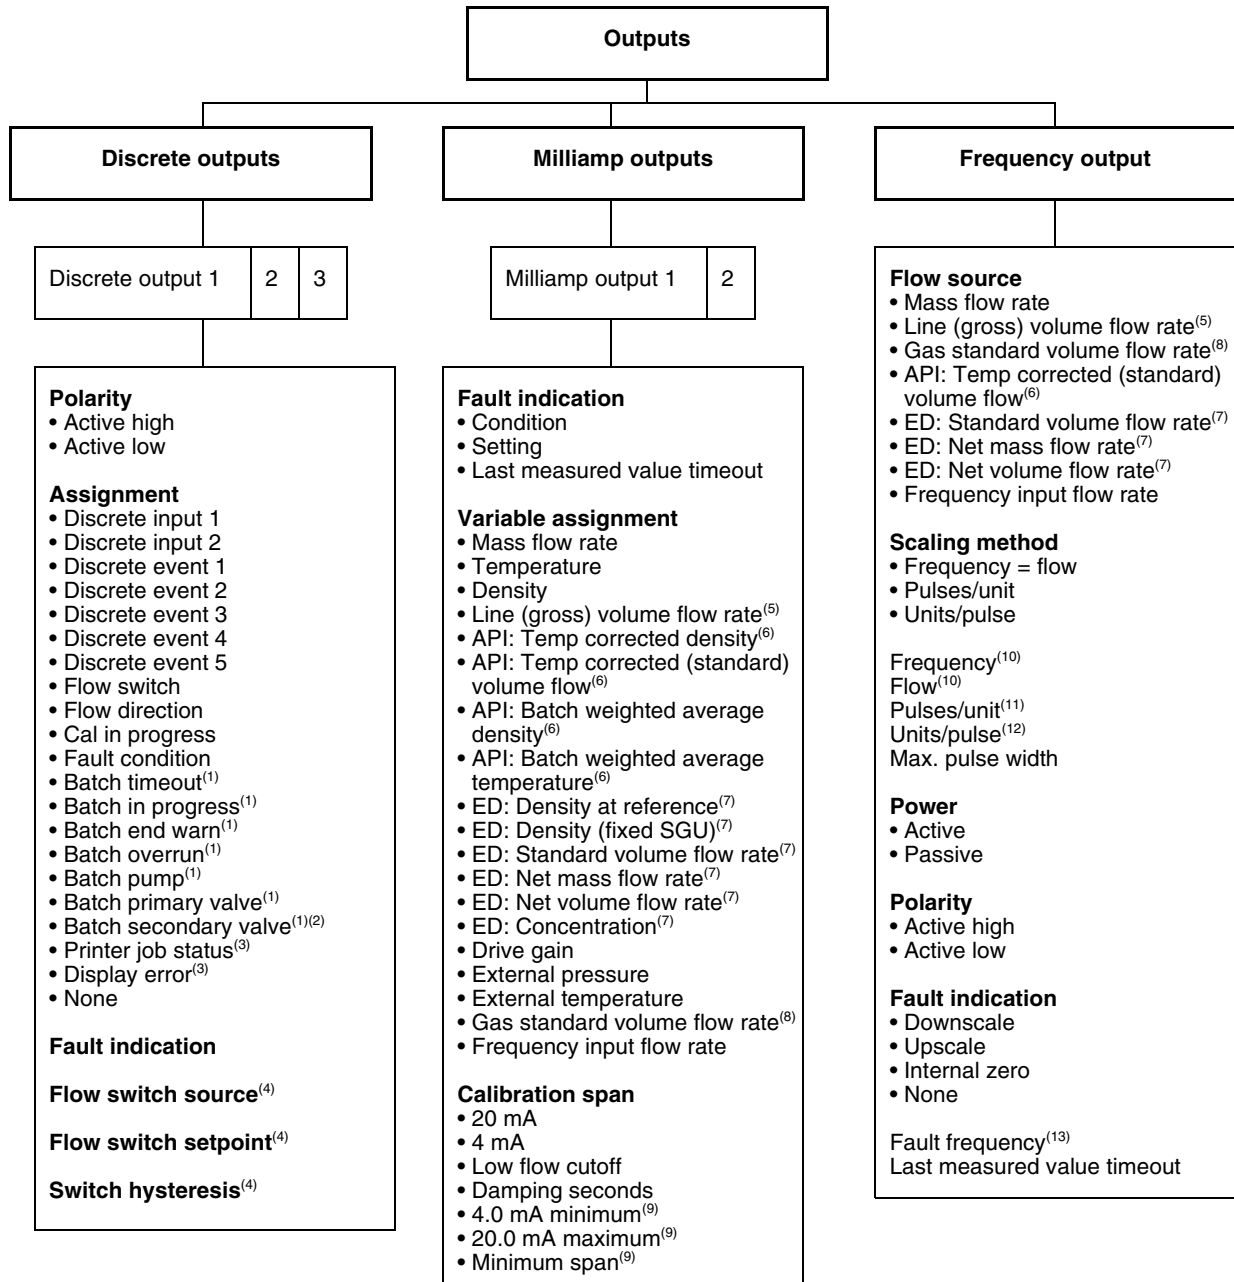 Outputs
Discrete outputs
Milliamp outputs
Frequency output
Discrete output 1
2
3
Polarity
• Active high
• Active low
Assignment
• Discrete input 1
• Discrete input 2
• Discrete event 1
• Discrete event 2
• Discrete event 3
• Discrete event 4
• Discrete event 5
• Flow switch
• Flow direction
• Cal in progress
• Fault condition
• Batch timeout(1)
• Batch in progress(1)
• Batch end warn(1)
• Batch overrun(1)
• Batch pump(1)
• Batch primary valve(1)
• Batch secondary valve(1)(2)
• Printer job status(3)
• Display error(3)
• None
Fault indication
Flow switch source(4)
Flow switch setpoint(4)
Switch hysteresis(4)
Milliamp output 1
2
Fault indication
• Condition
• Setting
• Last measured value timeout
Variable assignment
• Mass flow rate
• Temperature
• Density
• Line (gross) volume flow rate(5)
• API: Temp corrected density(6)
• API: Temp corrected (standard)
volume flow(6)
• API: Batch weighted average
density(6)
• API: Batch weighted average
temperature(6)
• ED: Density at reference(7)
• ED: Density (fixed SGU)(7)
• ED: Standard volume flow rate(7)
• ED: Net mass flow rate(7)
• ED: Net volume flow rate(7)
• ED: Concentration(7)
• Drive gain
• External pressure
• External temperature
• Gas standard volume flow rate(8)
• Frequency input flow rate
Calibration span
• 20 mA
• 4 mA
• Low flow cutoff
• Damping seconds
• 4.0 mA minimum(9)
• 20.0 mA maximum(9)
• Minimum span(9)
Flow source
• Mass flow rate
• Line (gross) volume flow rate(5)
• Gas standard volume flow rate(8)
• API: Temp corrected (standard)
volume flow(6)
• ED: Standard volume flow rate(7)
• ED: Net mass flow rate(7)
• ED: Net volume flow rate(7)
• Frequency input flow rate
Scaling method
• Frequency = flow
• Pulses/unit
• Units/pulse
Frequency(10)
Flow(10)
Pulses/unit(11)
Units/pulse(12)
Max. pulse width
Power
• Active
• Passive
Polarity
• Active high
• Active low
Fault indication
• Downscale
• Upscale
• Internal zero
• None
Fault frequency(13)
Last measured value timeout